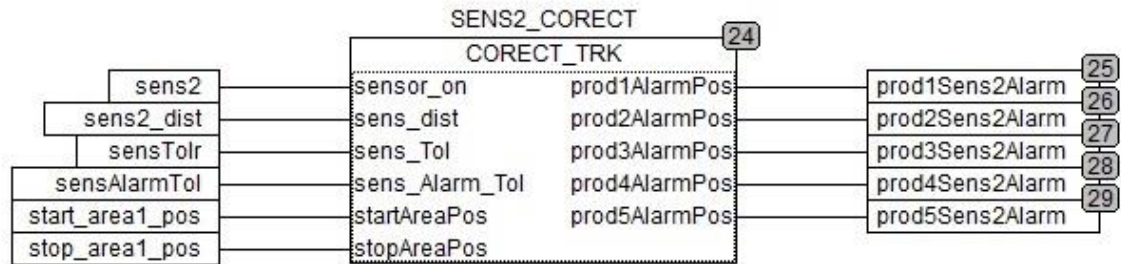 SENS2_CORECT
24
CORECT_TRK
25
sens2 sensor_on prod1AlarmPos prod1Sens2Alarm
26
sens2_dist sens_dist prod2AlarmPos prod2Sens2Alarm
27
sensTolr sens_Tol prod3AlarmPos prod3Sens2Alarm
28
sensAlarmTol sens_Alarm_Tol prod4AlarmPos prod4Sens2Alarm
29
start_area1_pos startAreaPos prod5AlarmPos prod5Sens2Alarm
stop_area1_pos stopAreaPos